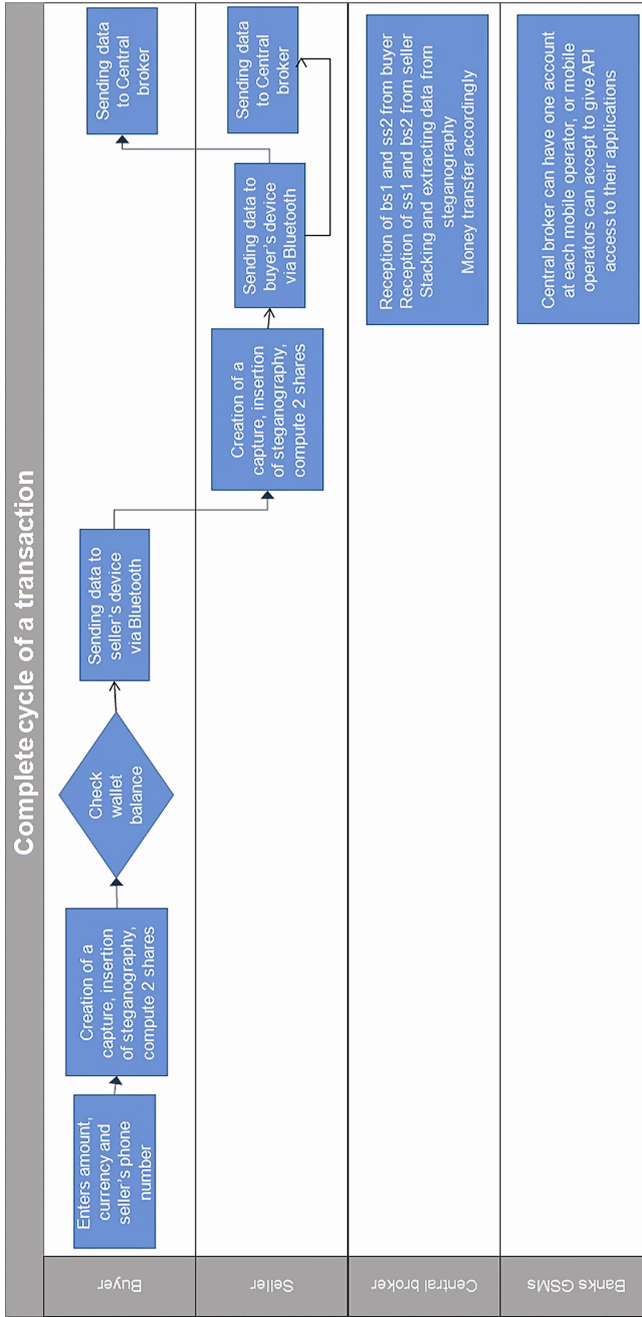 Complete cycle of a transaction
Buyer
Enters amount,
currency and
seller's phone
number
Creation of a
capture, insertion
of steganography,
compute 2 shares
Check
wallet
balance
Sending data to
seller's device
via Bluetooth
Sending data
to Central
broker
Seller
Creation of a
capture, insertion
of steganography,
compute 2 shares
Sending data to
buyer's device
via Bluetooth
Sending data
to Central
broker
Central broker
Reception of bs1 and ss2 from buyer
Reception of ss1 and bs2 from seller
Stacking and extracting data from
steganography
Money transfer accordingly
Banks GSMs
Central broker can have one account
at each mobile operator, or mobile
operators can accept to give API
access to their applications